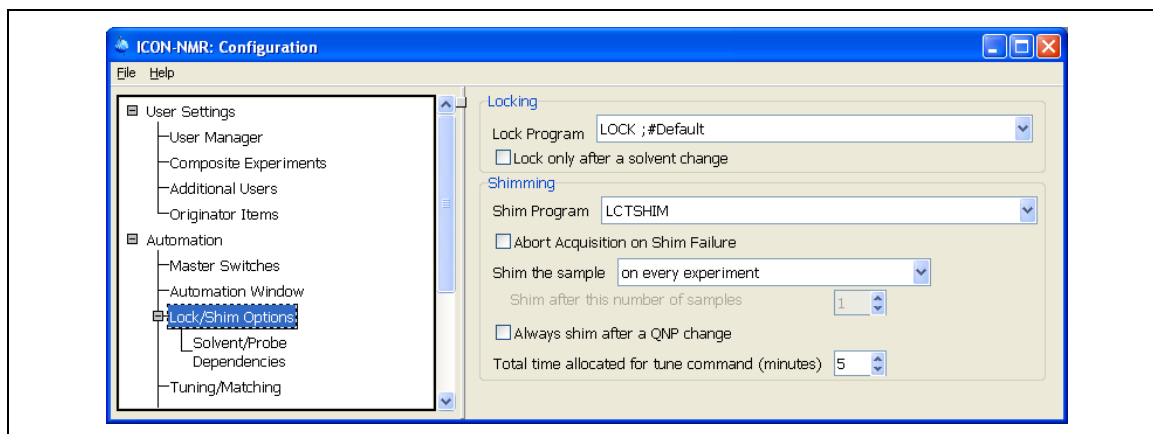 ICON-NMR: Configuration
File Help
User Settings
User Manager
Composite Experiments
Additional Users
Originator Items
Automation
Master Switches
Automation Window
Lock/Shim Options
Solvent/Probe
Dependencies
Tuning/Matching
Locking
Lock Program LOCK ;#Default
Lock only after a solvent change
Shimming
Shim Program LCTSHIM
Abort Acquisition on Shim Failure
Shim the sample on every experiment
Shim after this number of samples 1
Always shim after a QNP change
Total time allocated for tune command (minutes) 5